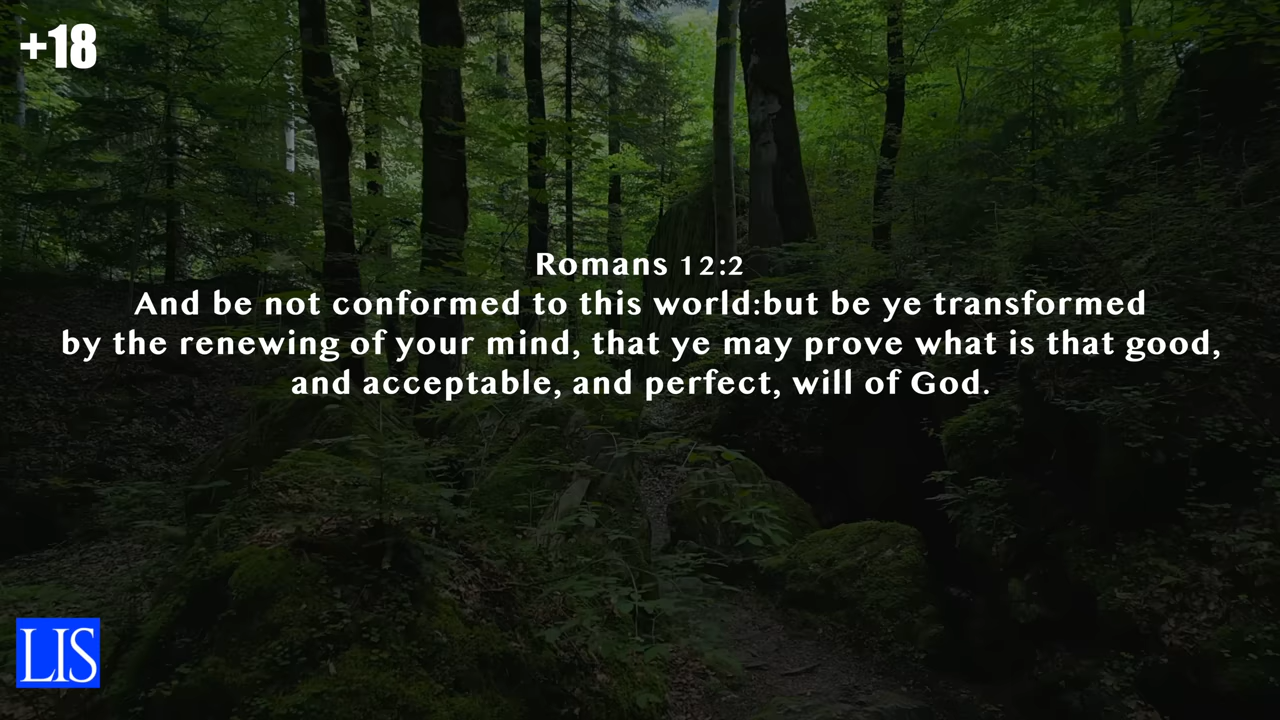 +18
Romans 12:2
And be not conformed to this world:but be ye transformed
by the renewing of your mind, that ye may prove what is that good,
and acceptable, and perfect, will of God.
LIS